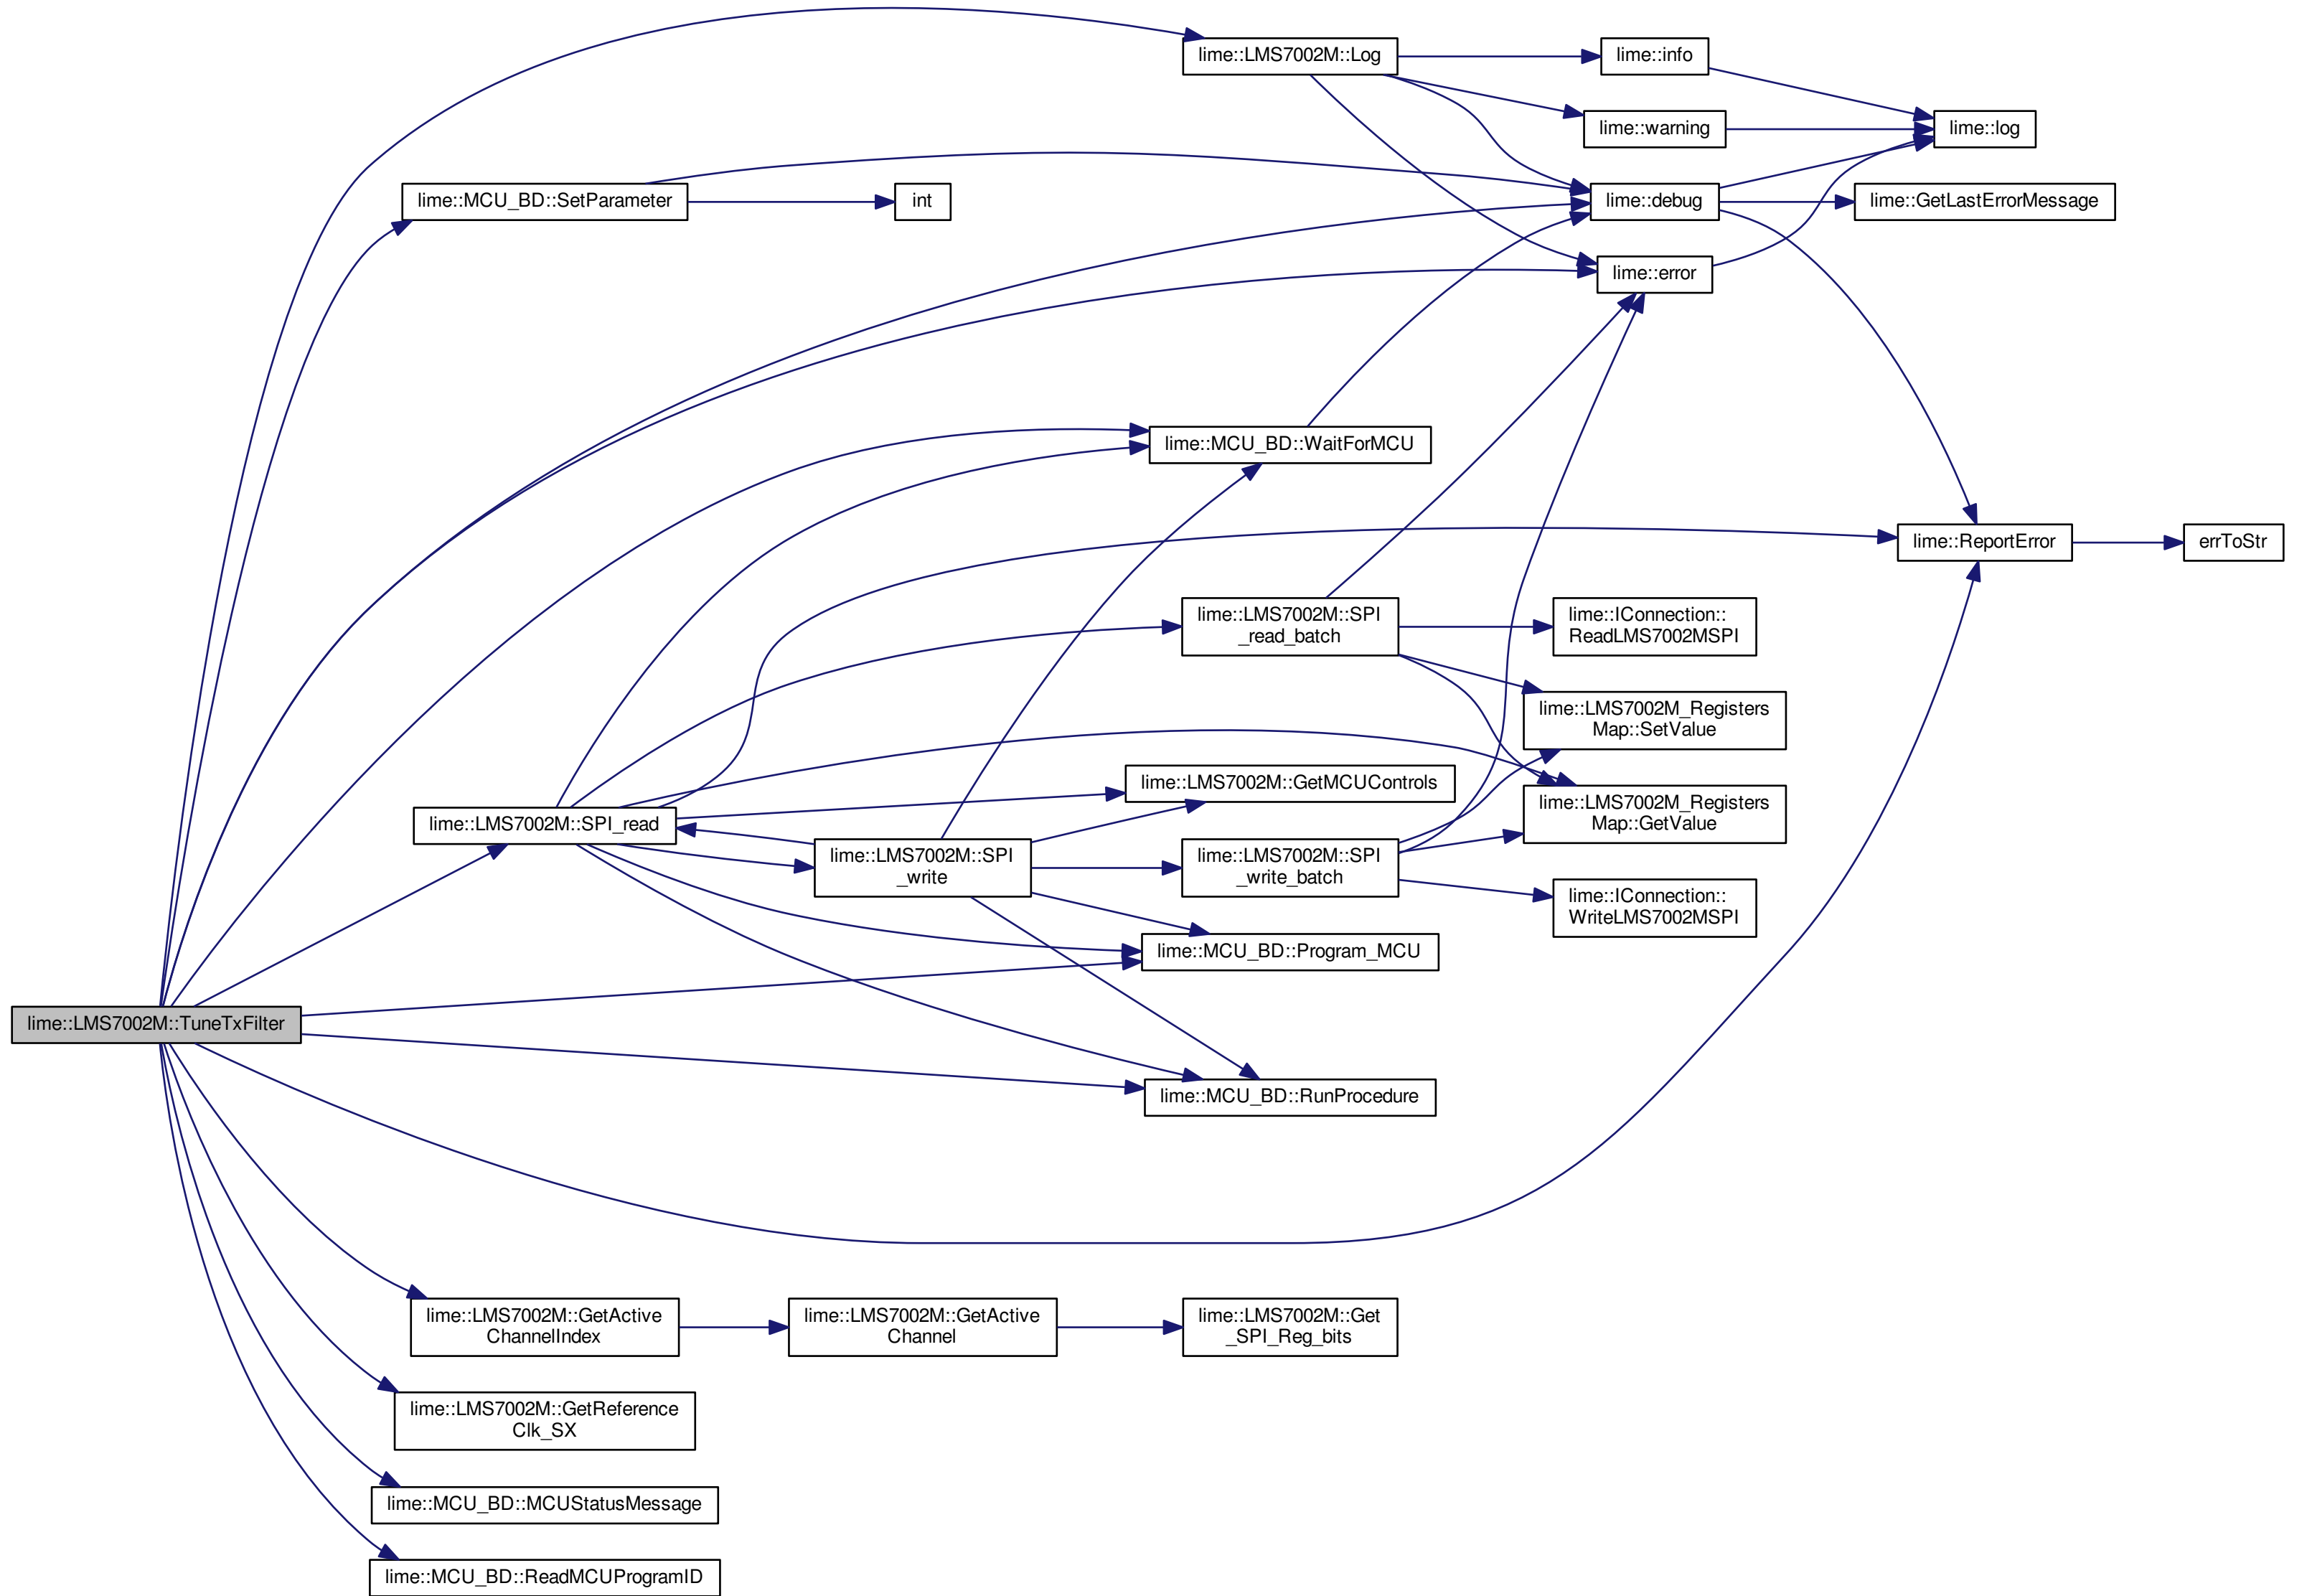 lime::LMS7002M::Log
lime::info
lime::warning
lime::log
lime::MCU_BD::SetParameter
int
lime::debug
lime::GetLastErrorMessage
lime::error
lime::MCU_BD::WaitForMCU
lime::ReportError
errToStr
lime::LMS7002M::SPI
_read_batch
lime::IConnection::
ReadLMS7002MSPI
lime::LMS7002M_Registers
Map::SetValue
lime::LMS7002M::GetMCUControls
lime::LMS7002M_Registers
Map::GetValue
lime::LMS7002M::SPI_read
lime::LMS7002M::SPI
_write
lime::LMS7002M::SPI
_write_batch
lime::IConnection::
WriteLMS7002MSPI
lime::MCU_BD::Program_MCU
lime::LMS7002M::TuneTxFilter
lime::MCU_BD::RunProcedure
lime::LMS7002M::GetActive
ChannelIndex
lime::LMS7002M::GetActive
Channel
lime::LMS7002M::Get
_SPI_Reg_bits
lime::LMS7002M::GetReference
Clk_SX
lime::MCU_BD::MCUStatusMessage
lime::MCU_BD::ReadMCUProgramID